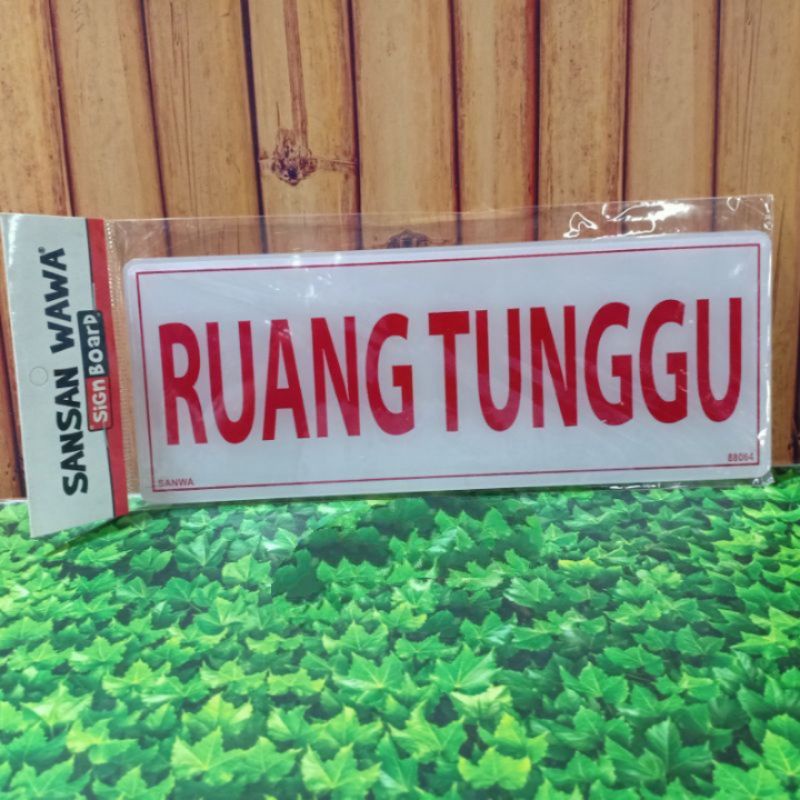 SANSAN WAWA®
SiGn BoarD
RUANG TUNGGU
SANWA
88064